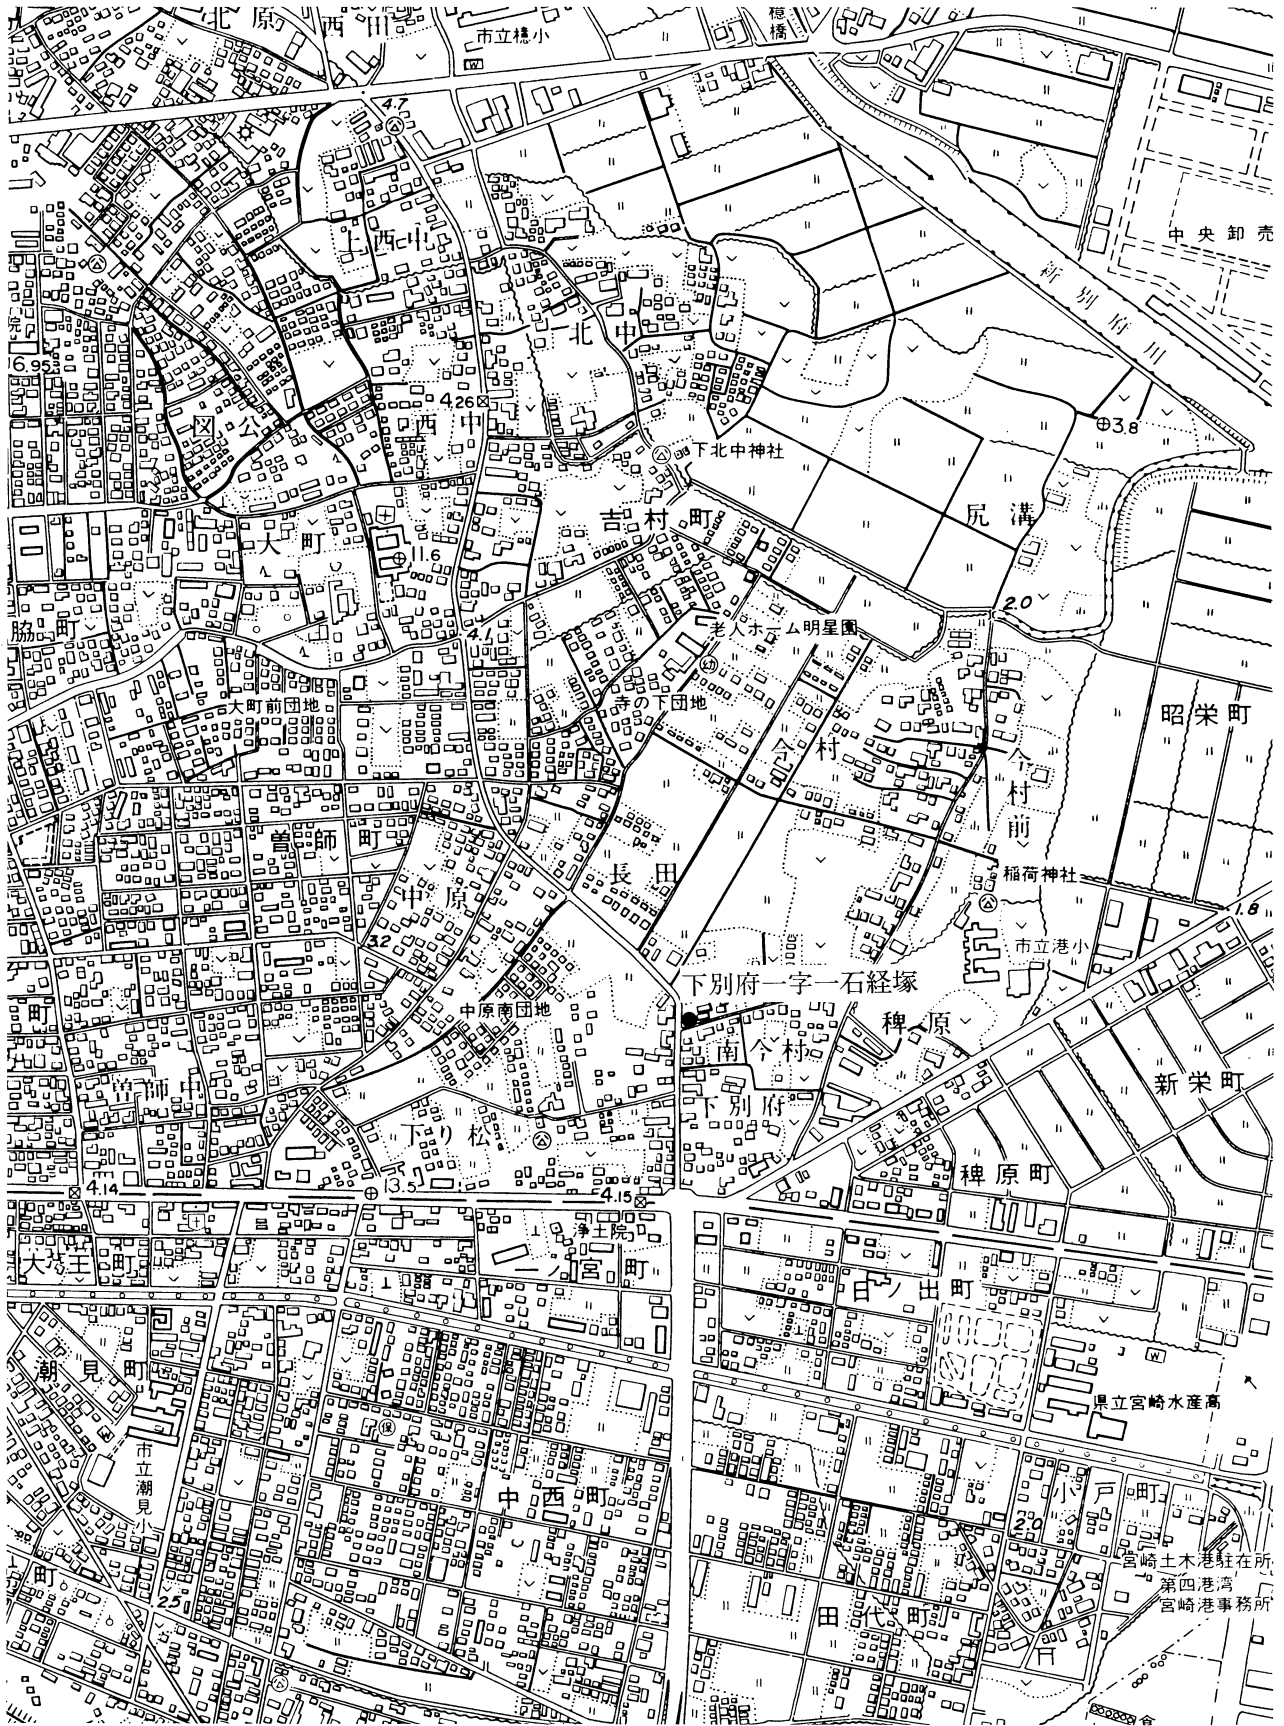 北原
西田
市立檍小
檍橋
4.7
中央卸売
上西中
新別府川
院
北中
6.95
4.26
西中
3.8
図公
下北中神社
吉村町
尻溝
大町
11.6
2.0
脇町
4.1
老人ホーム明星園
幼
大町前団地
寺の下団地
昭栄町
今村
今村前
曽師町
長田
稲荷神社
中原
1.8
3.2
市立港小
下別府一字一石経塚
町
中原南団地
稗原
南今村
曽師中
新栄町
下別府
下り松
稗原町
4.14
13.5
4.15
浄土院
大王町
一ノ宮町
日ノ出町
潮見町
県立宮崎水産高
保
市立潮見小
中西町
小戸町
2.0
宮崎土木港駐在所
町
第四港湾
2.5
田代町
宮崎港事務所
倉